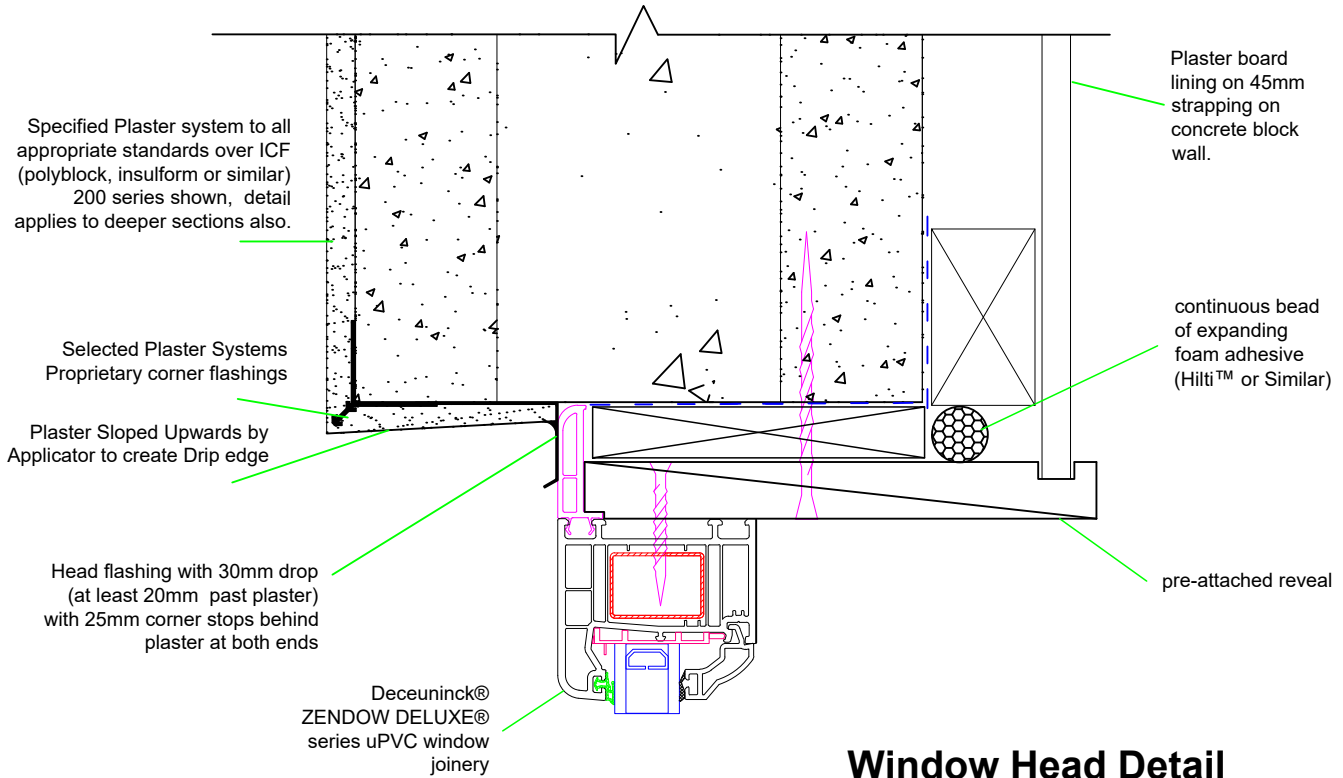 Specified Plaster system to all
appropriate standards over ICF
(polyblock, insulform or similar)
200 series shown, detail
applies to deeper sections also.
Selected Plaster Systems
Proprietary corner flashings
Plaster Sloped Upwards by
Applicator to create Drip edge
Head flashing with 30mm drop
(at least 20mm past plaster)
with 25mm corner stops behind
plaster at both ends
Deceuninck®
ZENDOW DELUXE®
series uPVC window
joinery
Plaster board
lining on 45mm
strapping on
concrete block
wall.
continuous bead
of expanding
foam adhesive
(Hilti™ or Similar)
pre-attached reveal
Window Head Detail